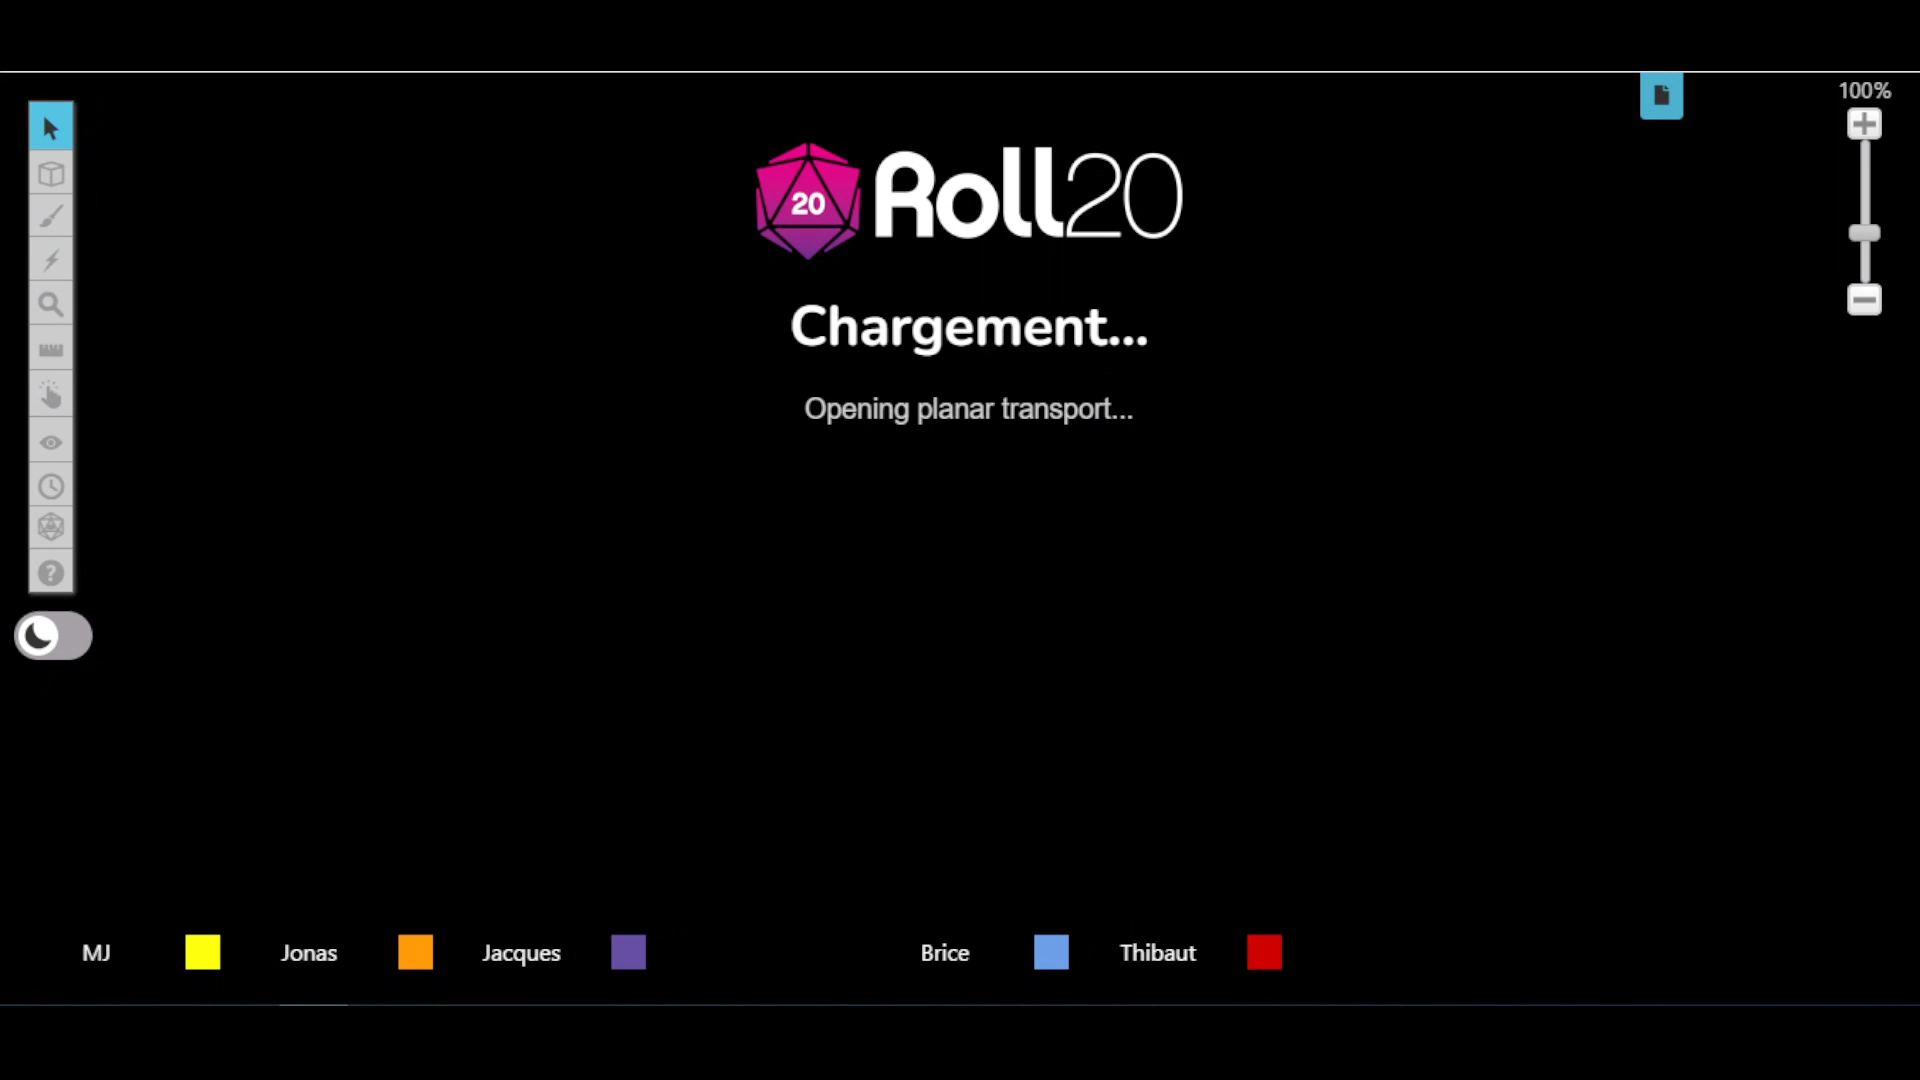 100%
20
Roll20
Chargement...
Opening planar transport...
?
MJ
Jonas
Jacques
Brice
Thibaut